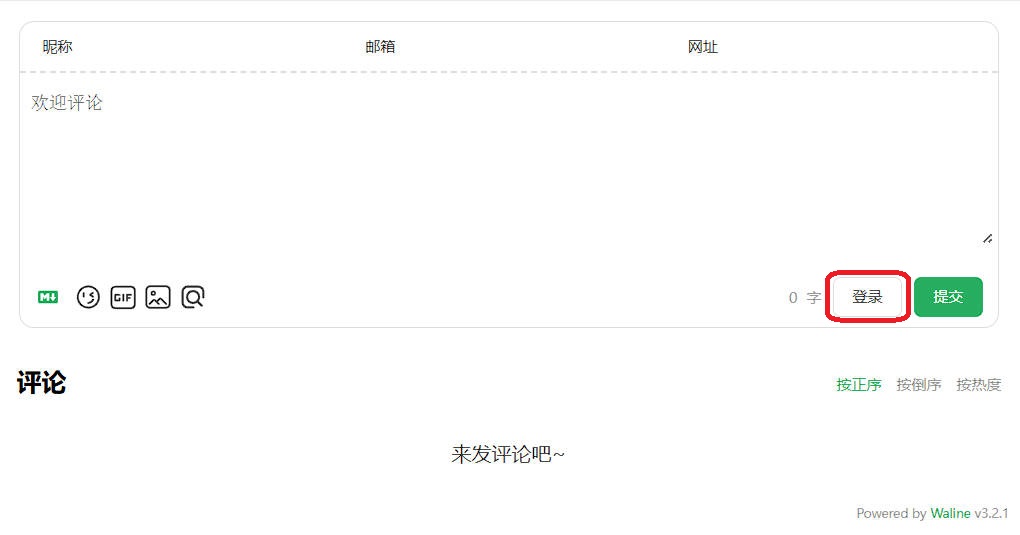 昵称 邮箱 网址
欢迎评论
M↓ GIF 0 字 登录 提交
评论 按正序 按倒序 按热度
来发评论吧~
Powered by Waline v3.2.1